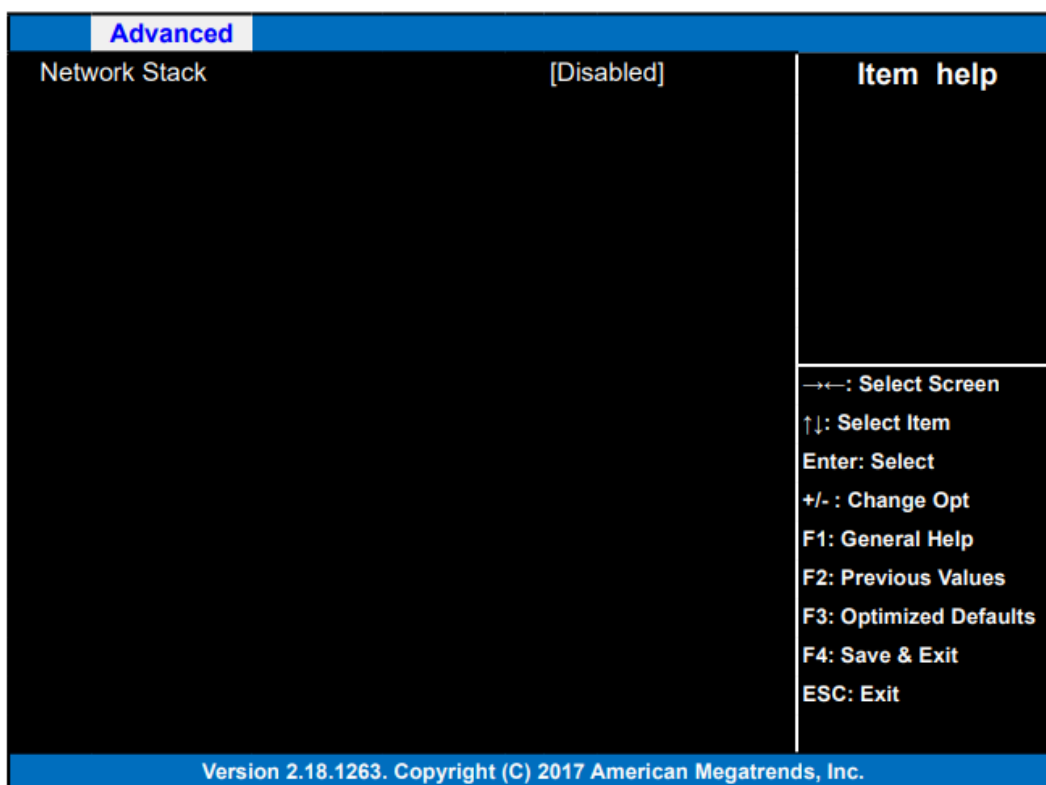 Advanced
Network Stack [Disabled]
Item help
→←: Select Screen
↑↓: Select Item
Enter: Select
+/- : Change Opt
F1: General Help
F2: Previous Values
F3: Optimized Defaults
F4: Save & Exit
ESC: Exit
Version 2.18.1263. Copyright (C) 2017 American Megatrends, Inc.